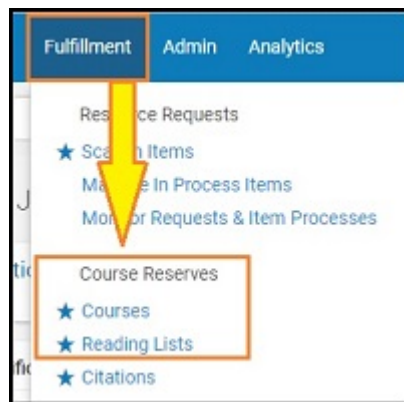 Fulfillment Admin Analytics
Requests
Items
In Process Items
Requests & Item Processes
J
Course Reserves
Courses
Reading Lists
Citations